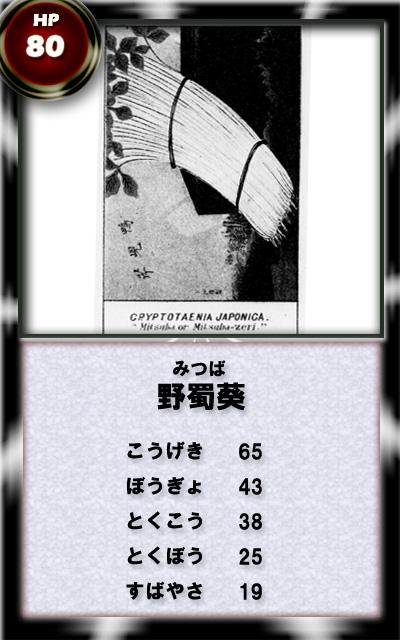 HP
80
CRYPTOTAENIA JAPONICA.
"Mitsuba or Mitsuba-zeri."
みつば
野蜀葵
こうげき 65
ぼうぎょ 43
とくこう 38
とくぼう 25
すばやさ 19